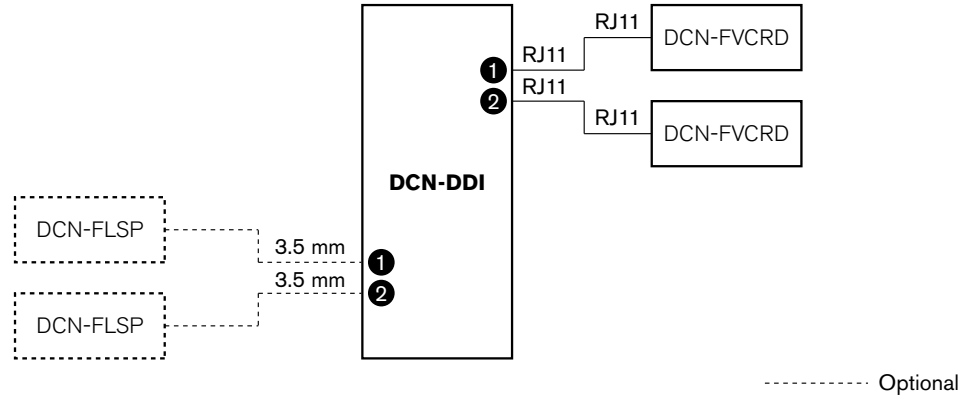 RJ11
DCN-FVCRD
RJ11
1
RJ11
2
RJ11
DCN-FVCRD
DCN-DDI
DCN-FLSP
3.5 mm
1
3.5 mm
2
DCN-FLSP
Optional